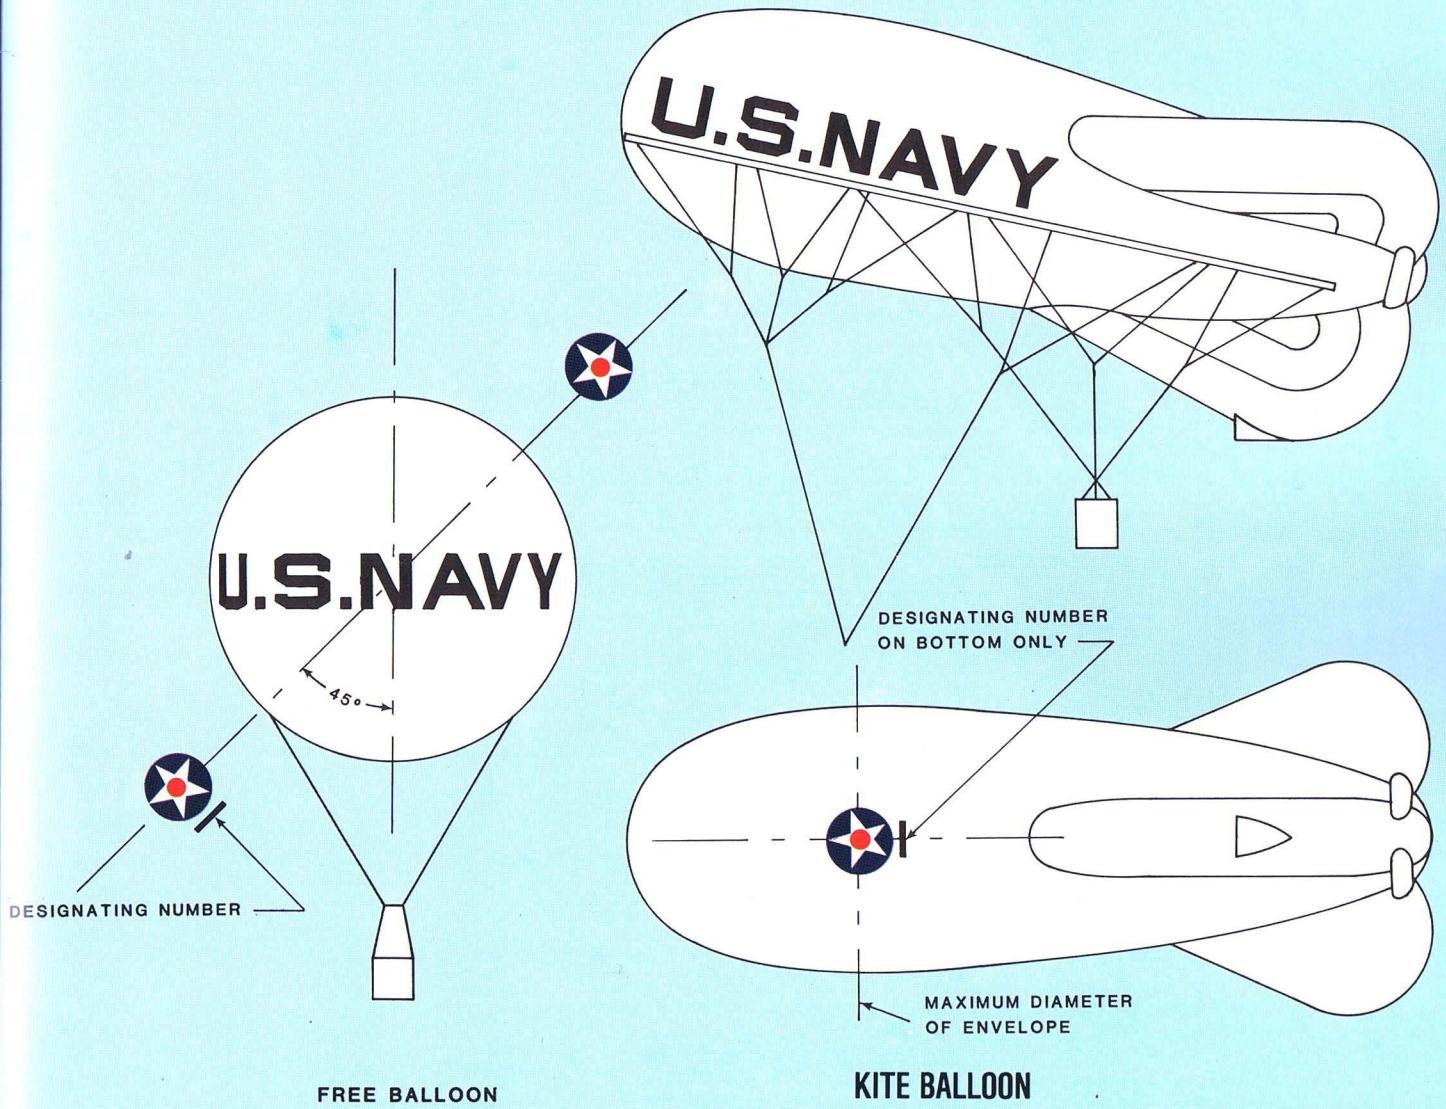 U.S.NAVY
U.S.NAVY
45°
DESIGNATING NUMBER
DESIGNATING NUMBER
ON BOTTOM ONLY
MAXIMUM DIAMETER
OF ENVELOPE
FREE BALLOON
KITE BALLOON